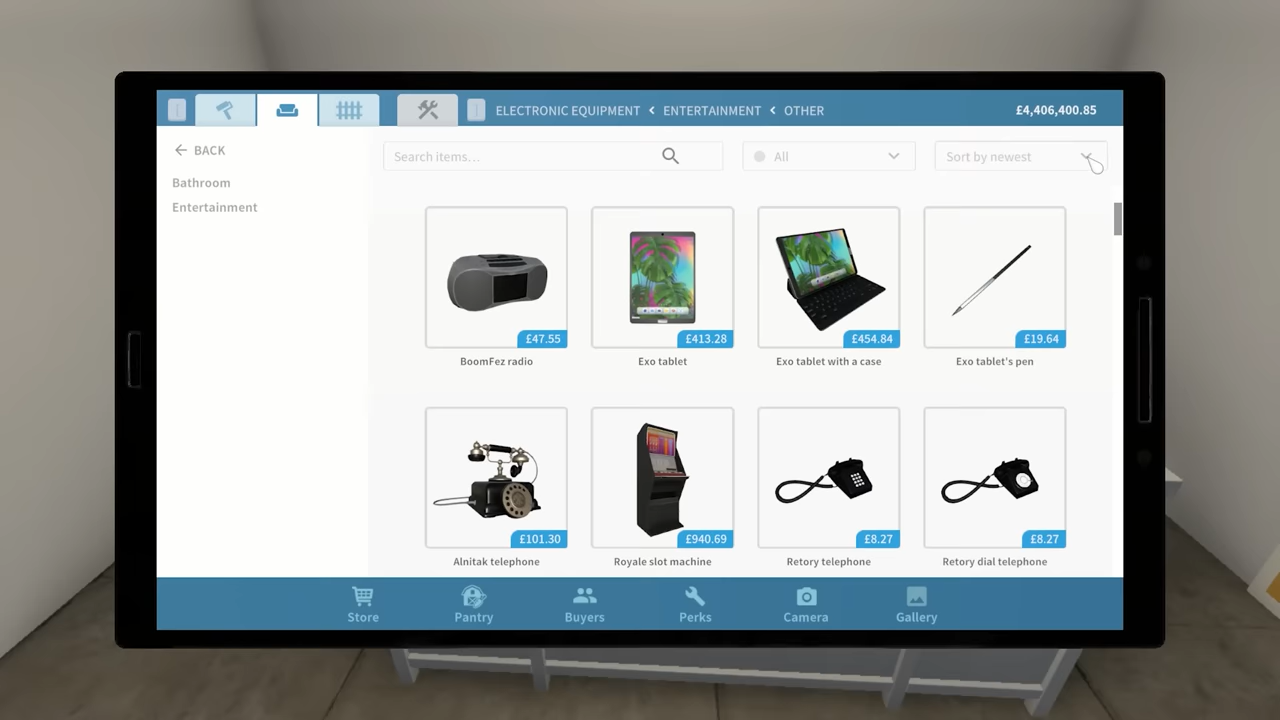 ELECTRONIC EQUIPMENT < ENTERTAINMENT < OTHER
£4,406,400.85
BACK
Bathroom
Entertainment
Search items...
All
Sort by newest
£47.55
£413.28
£454.84
£19.64
BoomFez radio
Exo tablet
Exo tablet with a case
Exo tablet's pen
£101.30
£940.69
£8.27
£8.27
Alnitak telephone
Royale slot machine
Retory telephone
Retory dial telephone
Store
Pantry
Buyers
Perks
Camera
Gallery